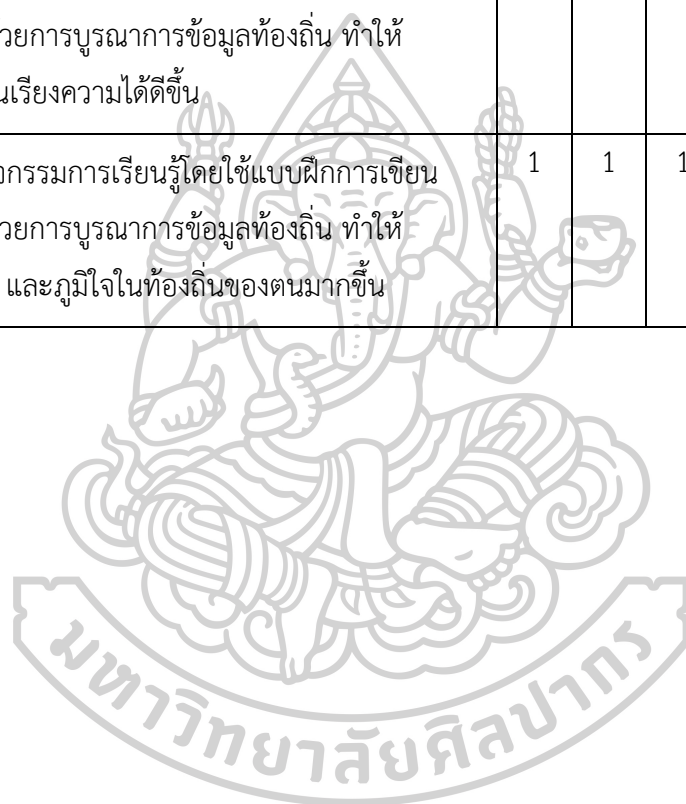 วยการบูรณาการข้อมูลท้องถิ่น ทำให้
นเรียงความได้ดีขึ้น
กรรมการเรียนรู้โดยใช้แบบฝึกการเขียน 1 1 1
วยการบูรณาการข้อมูลท้องถิ่น ทำให้
และภูมิใจในท้องถิ่นของตนมากขึ้น
มหาวิทยาลัยศิลปากร